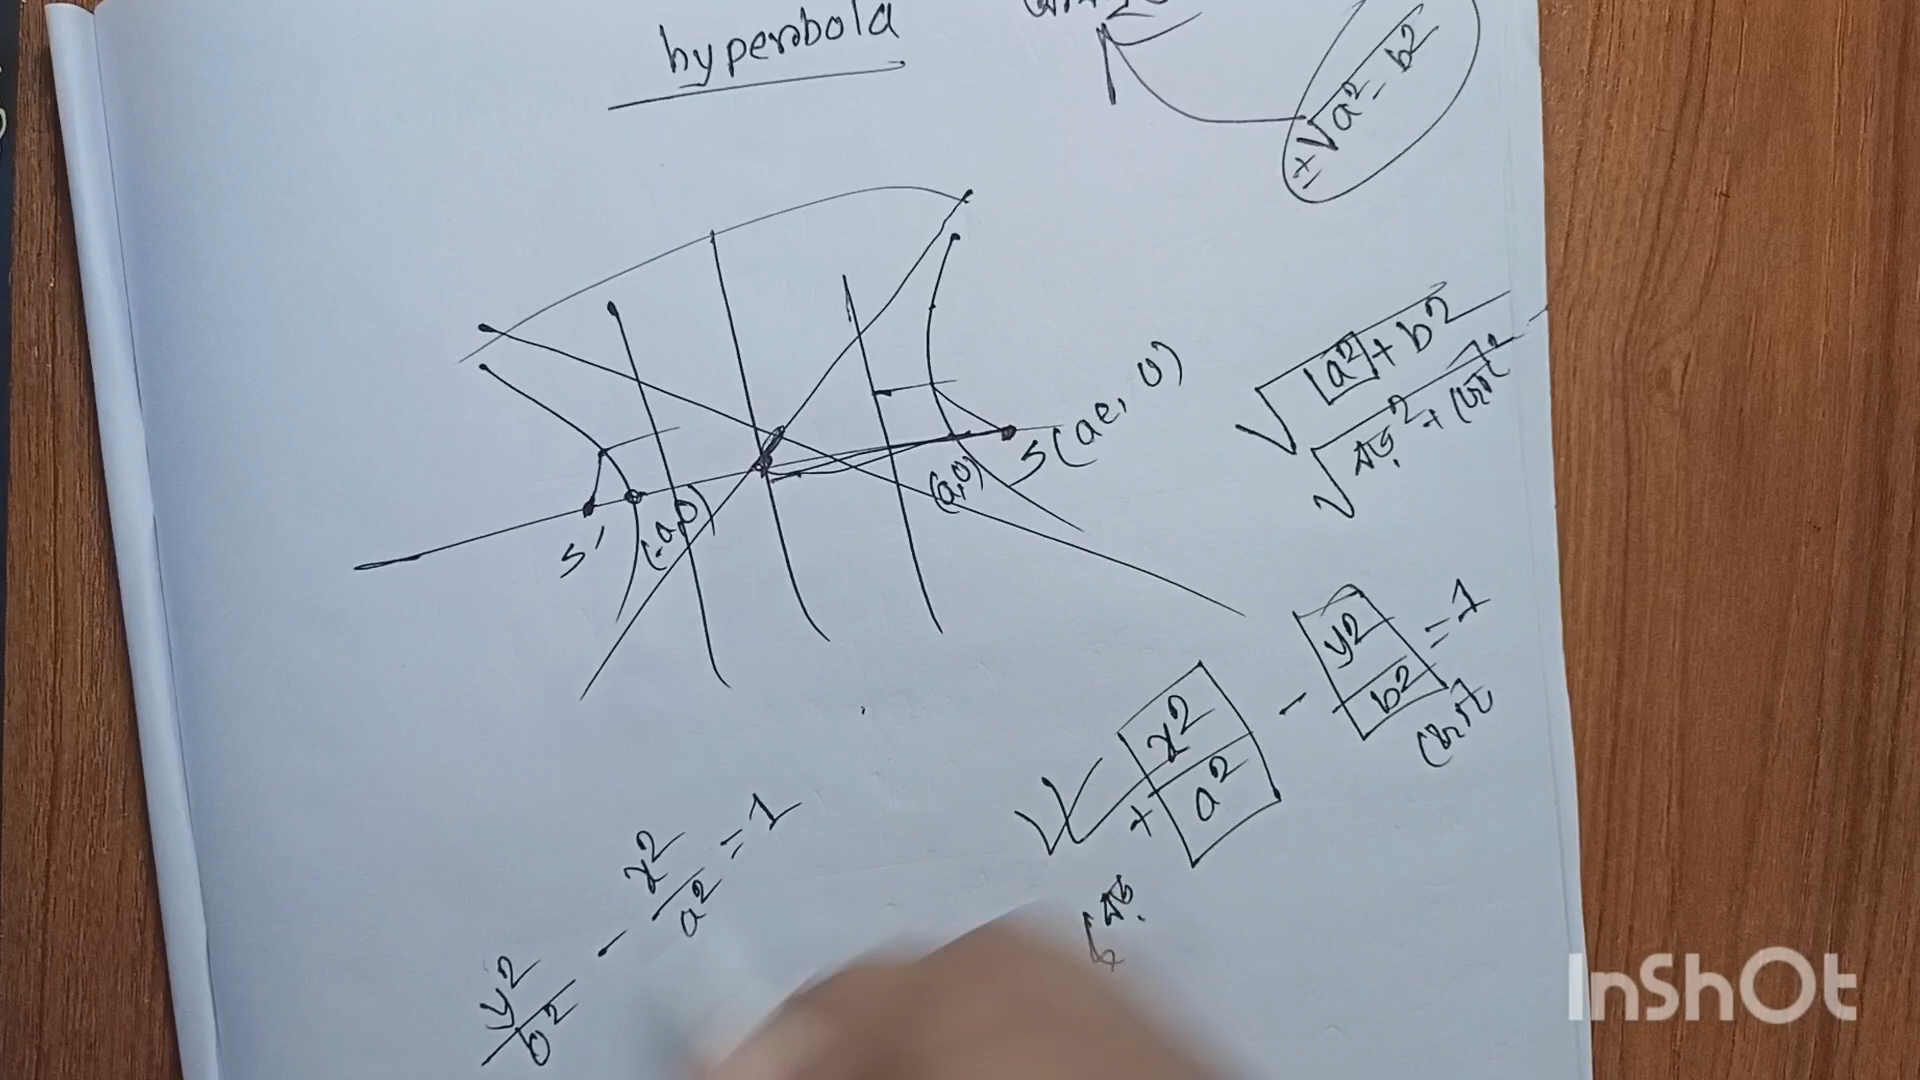 hyperbola
±√a²-b²
S(ae, 0)
(a,0)
S'
(-a,0)
√a²+b²
x²/a² - y²/b² = 1
+
y²/b² - x²/a² = 1
InShOt